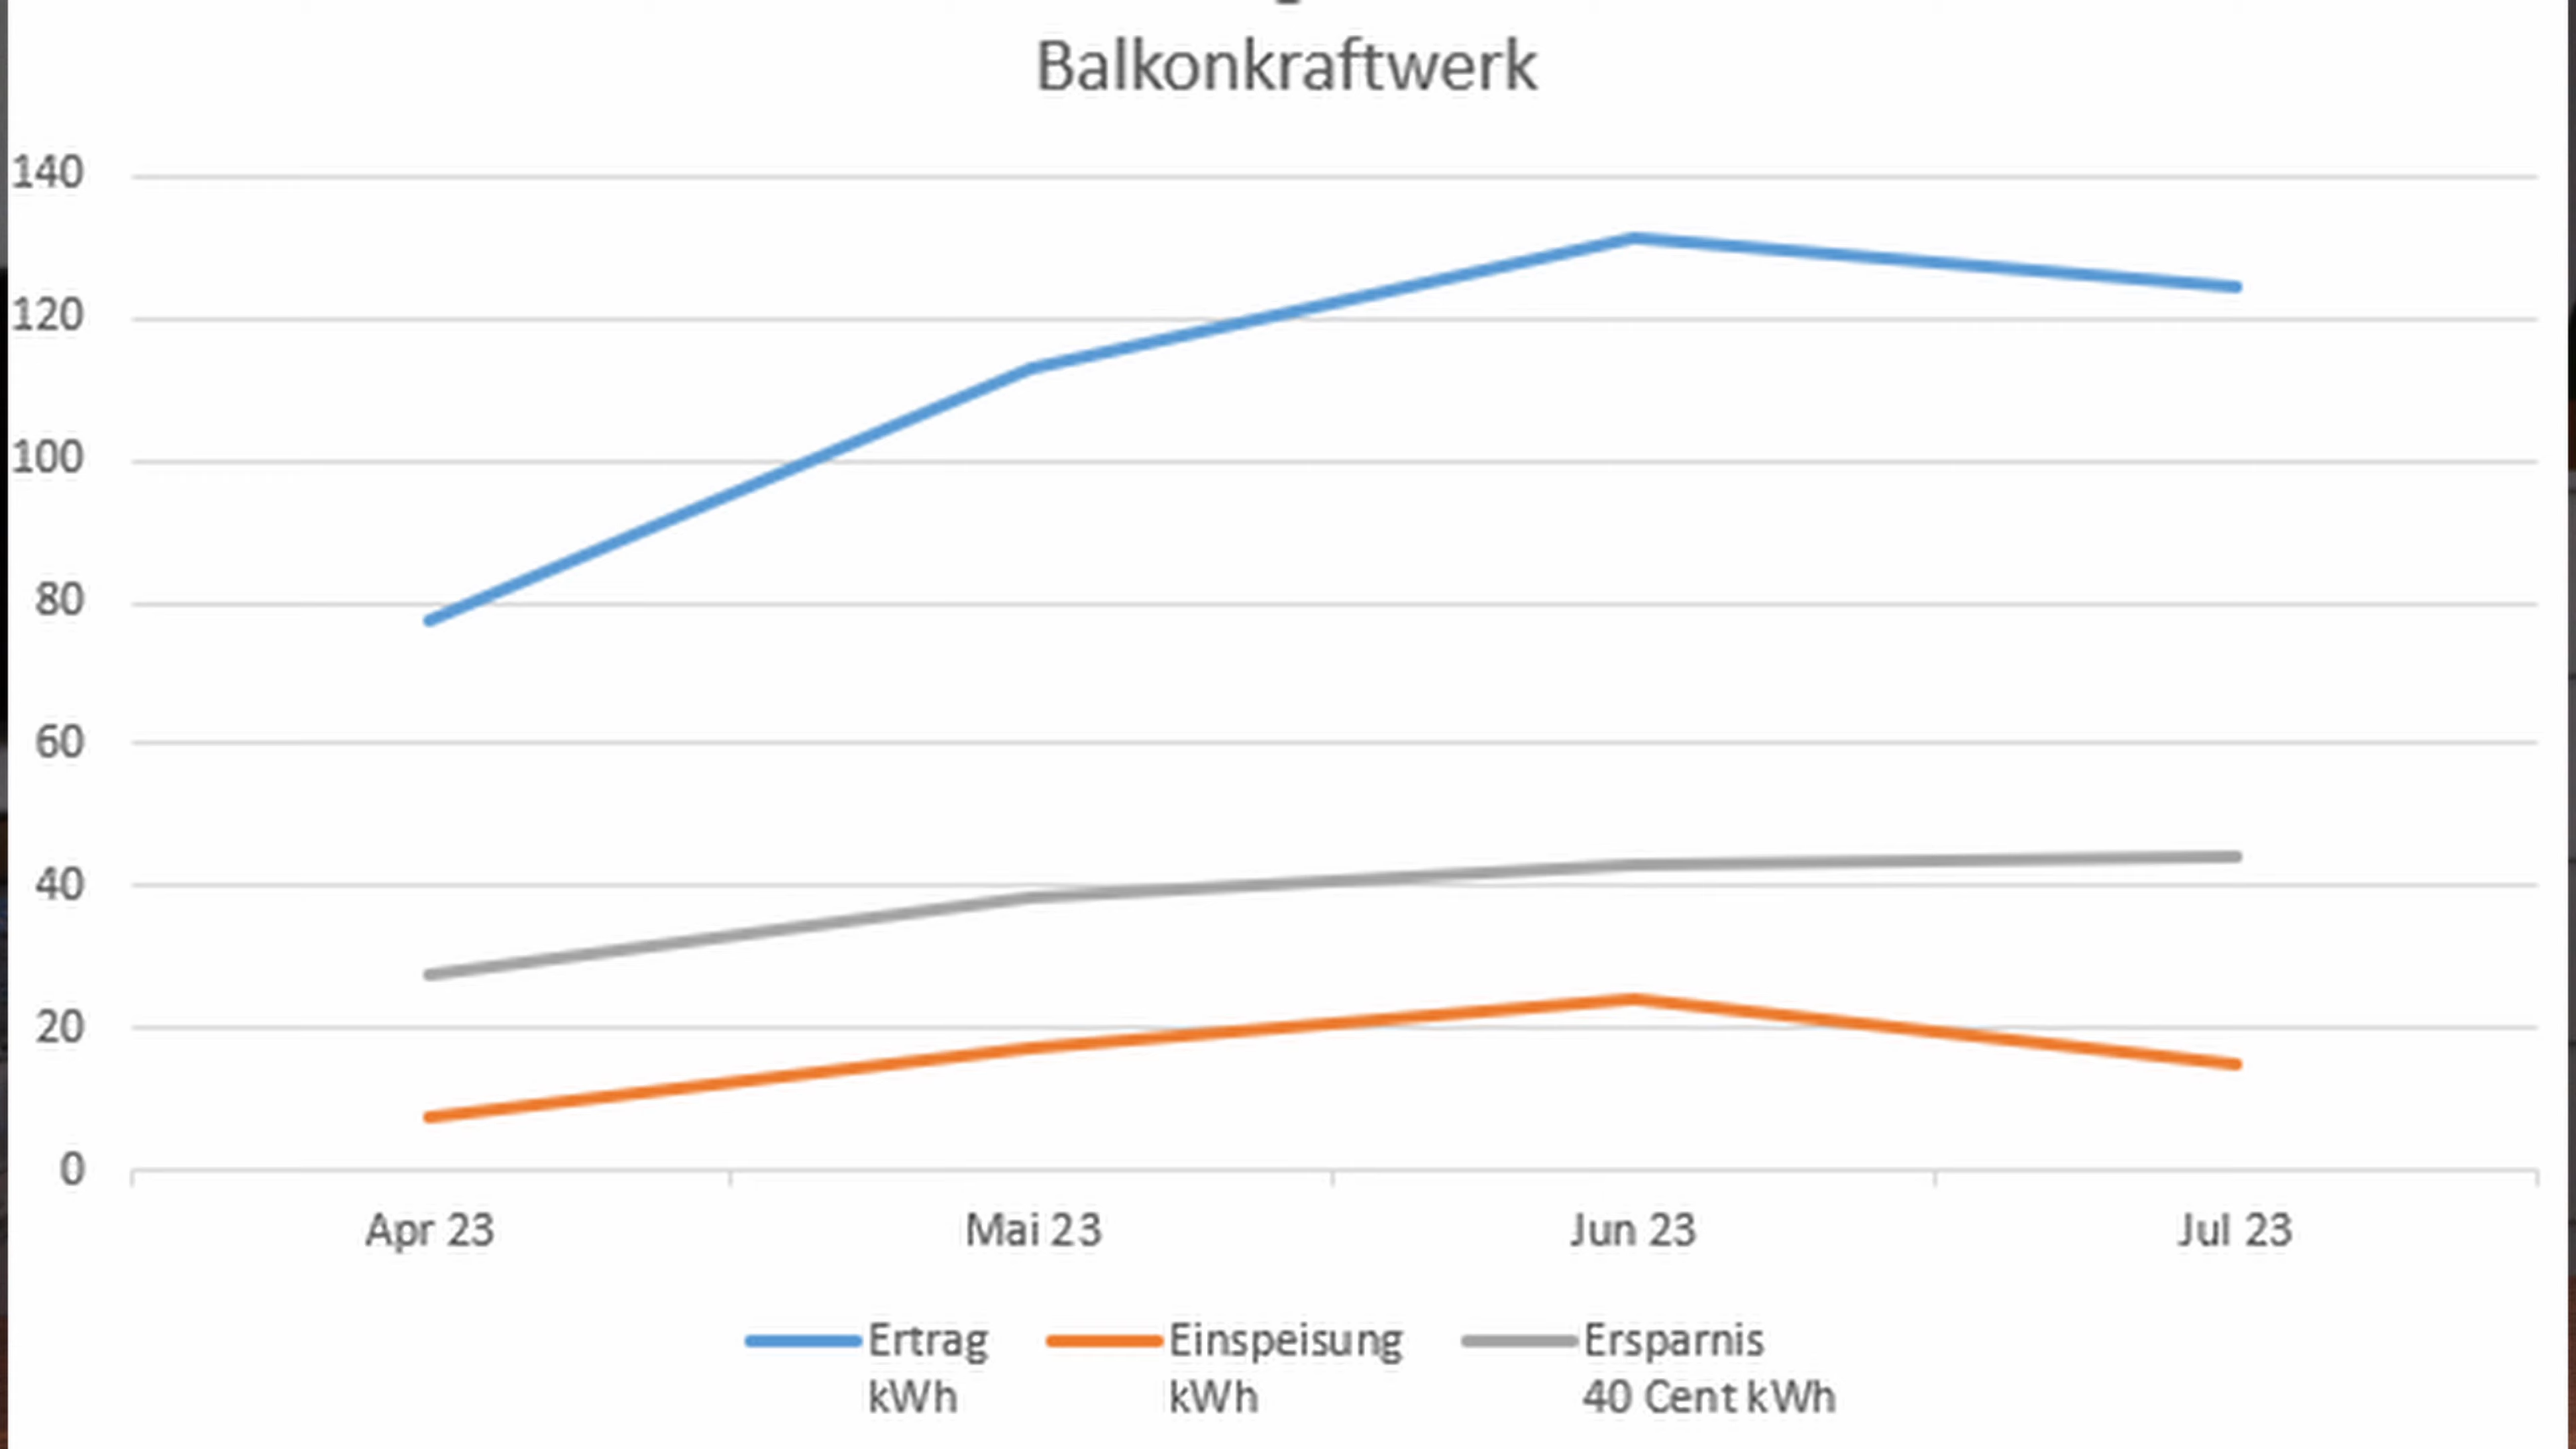 Balkonkraftwerk
140
120
100
80
60
40
20
0
Apr 23 Mai 23 Jun 23 Jul 23
Ertrag Einspeisung Ersparnis
kWh kWh 40 Cent kWh